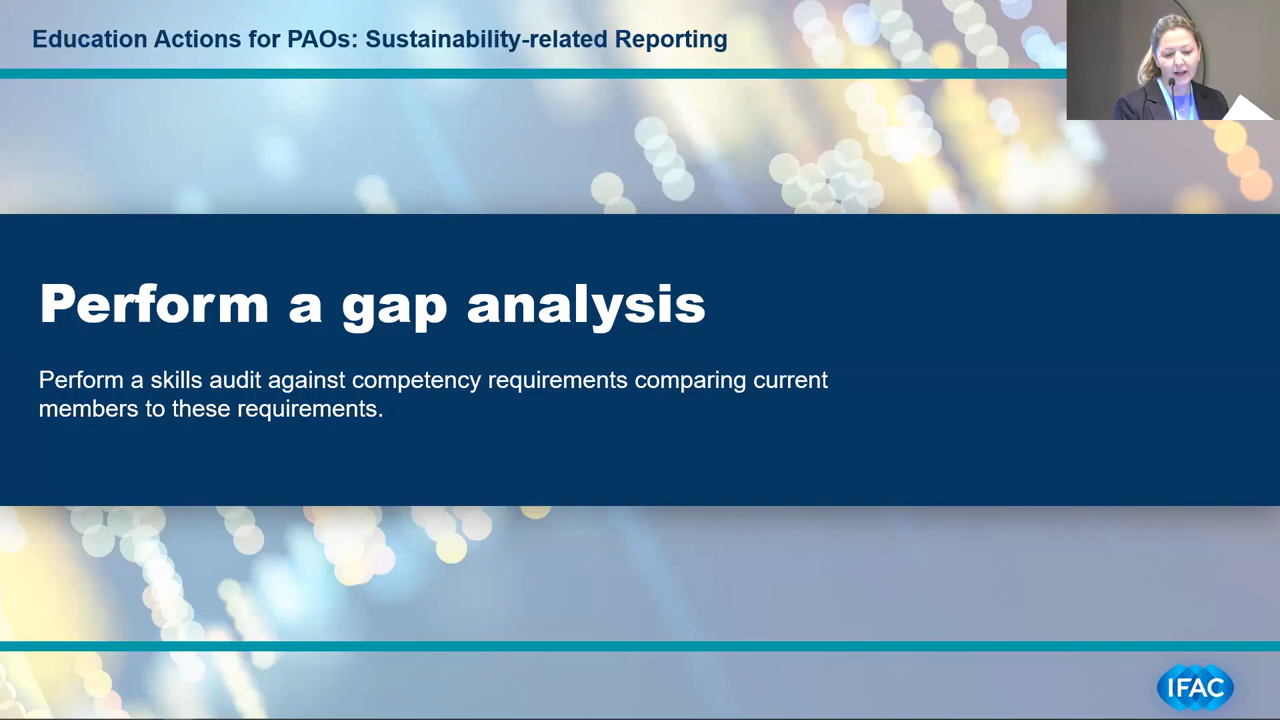 Education Actions for PAOs: Sustainability-related Reporting
Perform a gap analysis
Perform a skills audit against competency requirements comparing current
members to these requirements.
IFAC